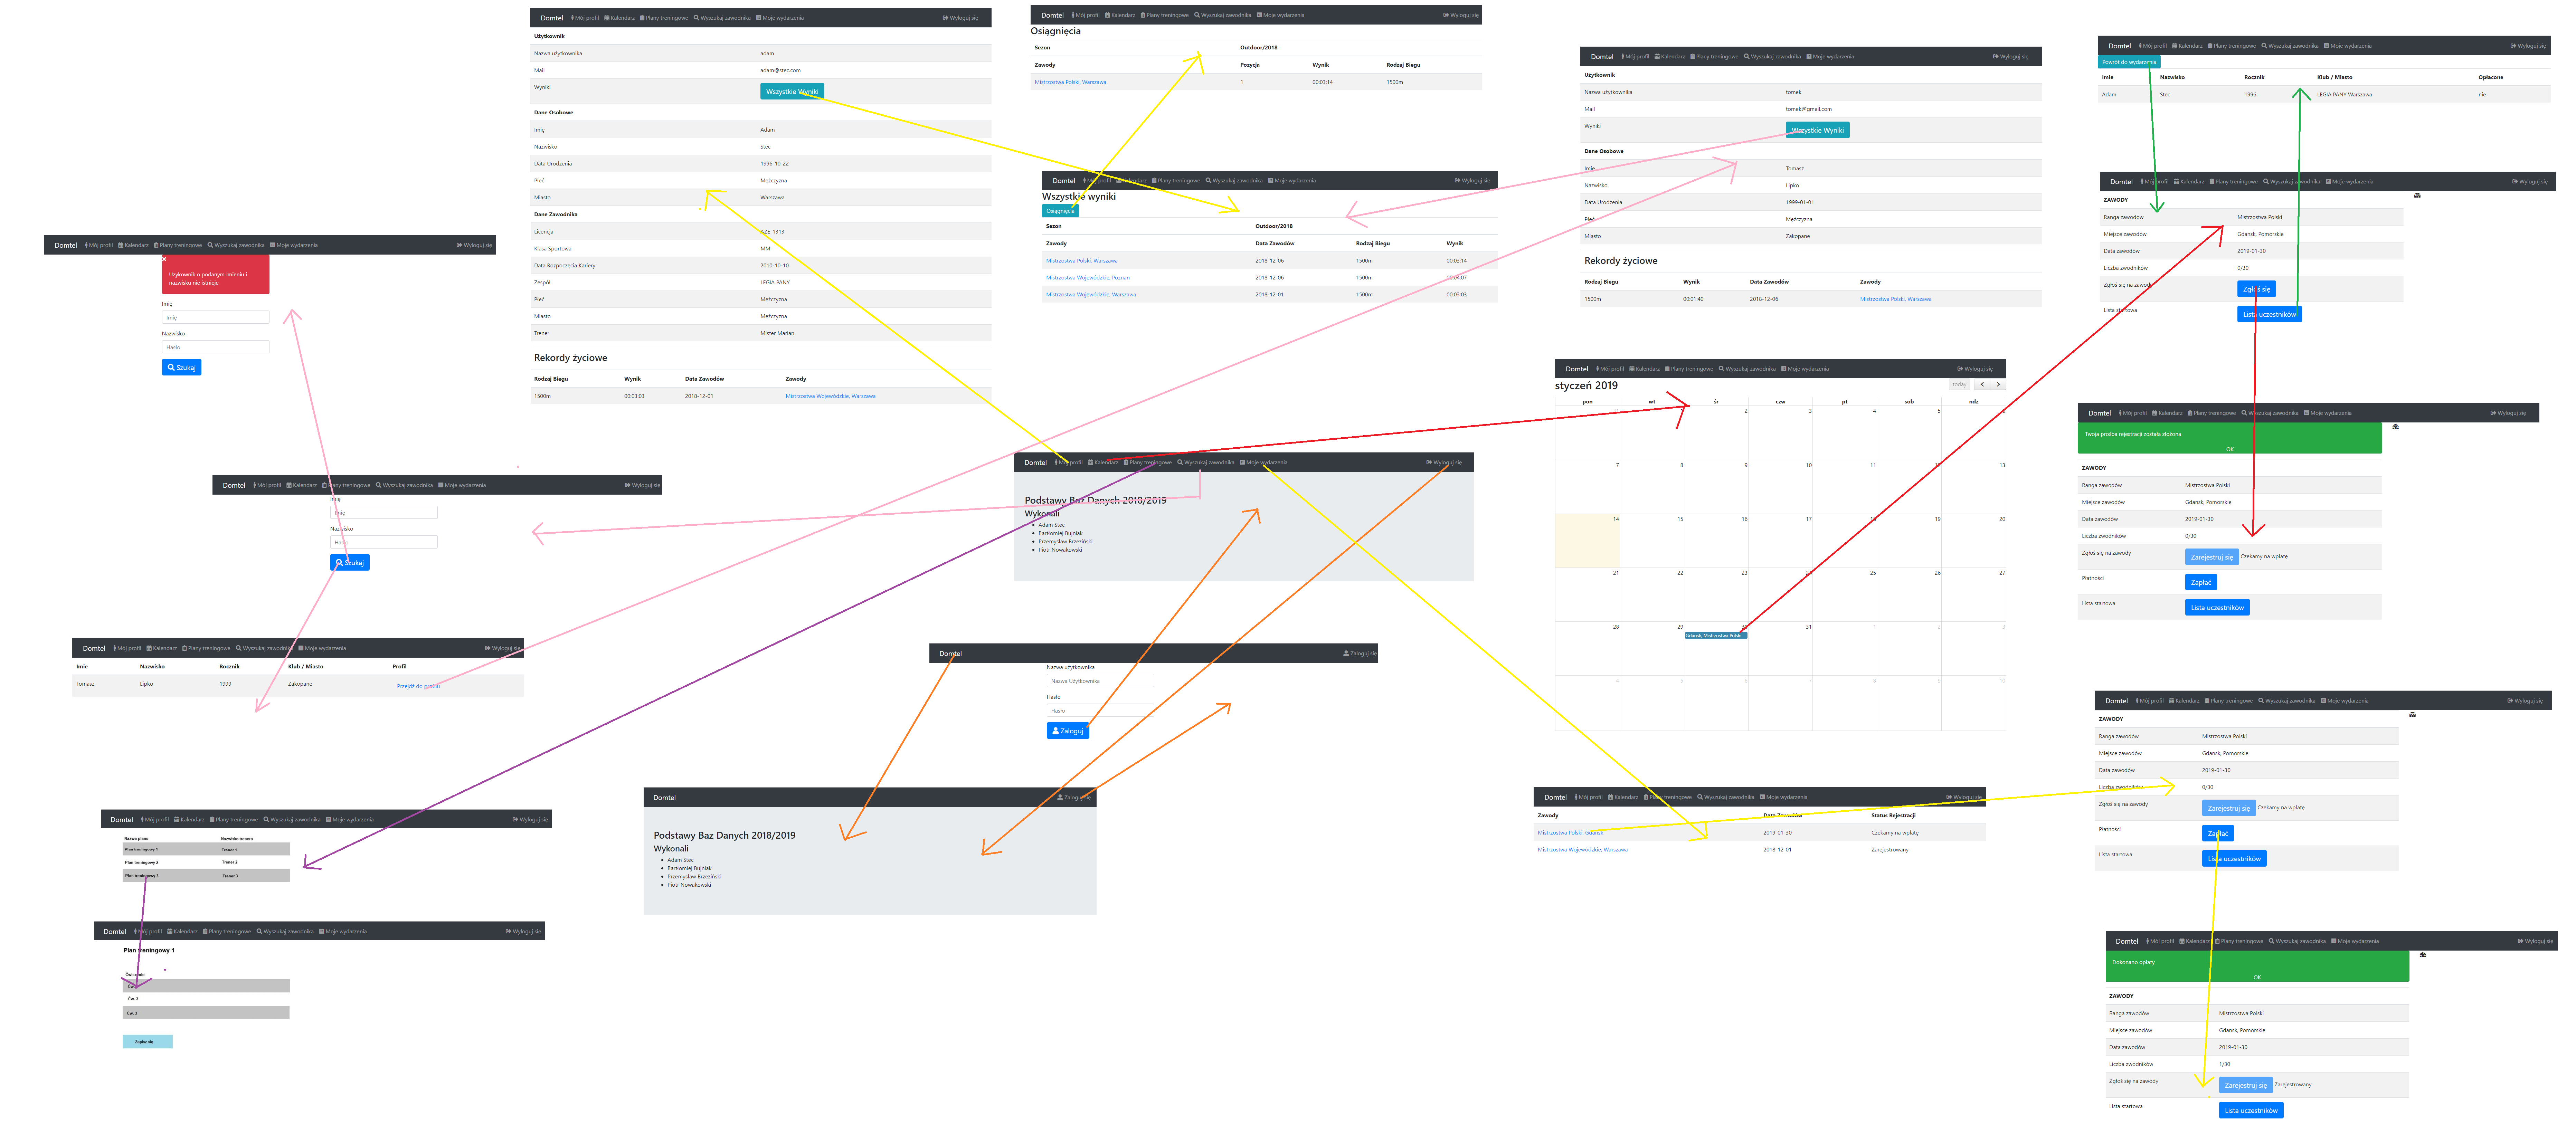 Domtel Mój profil Kalendarz Plany treningowe Wyszukaj zawodnika Moje wydarzenia Wyloguj się
Użytkownik
Nazwa użytkownika adam
Mail adam@stec.com
Wyniki Wszystkie Wyniki
Dane Osobowe
Imię Adam
Nazwisko Stec
Data Urodzenia 1996-10-22
Płeć Mężczyzna
Miasto Warszawa
Dane Zawodnika
Licencja AZE_1313
Klasa Sportowa MM
Data Rozpoczęcia Kariery 2010-10-10
Zespół LEGIA PANY
Płeć Mężczyzna
Miasto Mężczyzna
Trener Mister Marian
Rekordy życiowe
Rodzaj Biegu Wynik Data Zawodów Zawody
1500m 00:03:03 2018-12-01 Mistrzostwa Wojewódzkie, Warszawa
Domtel Mój profil Kalendarz Plany treningowe Wyszukaj zawodnika Moje wydarzenia Wyloguj się
Osiągnięcia
Sezon Outdoor/2018
Zawody Pozycja Wynik Rodzaj Biegu
Mistrzostwa Polski, Warszawa 1 00:03:14 1500m
Domtel Mój profil Kalendarz Plany treningowe Wyszukaj zawodnika Moje wydarzenia Wyloguj się
Wszystkie wyniki
Osiągnięcia
Sezon Outdoor/2018
Zawody Data Zawodów Rodzaj Biegu Wynik
Mistrzostwa Polski, Warszawa 2018-12-06 1500m 00:03:14
Mistrzostwa Wojewódzkie, Poznan 2018-12-06 1500m 00:04:07
Mistrzostwa Wojewódzkie, Warszawa 2018-12-01 1500m 00:03:03
Domtel Mój profil Kalendarz Plany treningowe Wyszukaj zawodnika Moje wydarzenia Wyloguj się
Użytkownik
Nazwa użytkownika tomek
Mail tomek@gmail.com
Wyniki Wszystkie Wyniki
Dane Osobowe
Imię Tomasz
Nazwisko Lipko
Data Urodzenia 1999-01-01
Płeć Mężczyzna
Miasto Zakopane
Rekordy życiowe
Rodzaj Biegu Wynik Data Zawodów Zawody
1500m 00:01:40 2018-12-06 Mistrzostwa Polski, Warszawa
Domtel Mój profil Kalendarz Plany treningowe Wyszukaj zawodnika Moje wydarzenia Wyloguj się
Powrót do wydarzenia
Imie Nazwisko Rocznik Klub / Miasto Opłacone
Adam Stec 1996 LEGIA PANY Warszawa nie
Domtel Mój profil Kalendarz Plany treningowe Wyszukaj zawodnika Moje wydarzenia Wyloguj się
ZAWODY
Ranga zawodów Mistrzostwa Polski
Miejsce zawodów Gdansk, Pomorskie
Data zawodów 2019-01-30
Liczba zwodników 0/30
Zgłoś się na zawody Zgłoś się
Lista startowa Lista uczestników
Domtel Mój profil Kalendarz Plany treningowe Wyszukaj zawodnika Moje wydarzenia Wyloguj się
Uzykownik o podanym imieniu i
nazwisku nie istnieje
Imię
Imię
Nazwisko
Hasło
Szukaj
Domtel Mój profil Kalendarz Plany treningowe Wyszukaj zawodnika Moje wydarzenia Wyloguj się
styczeń 2019 today
pon wt śr czw pt sob ndz
2 3 4 5
7 8 9 10 11 12 13
14 15 16 17 18 19 20
21 22 23 24 25 26 27
28 29 30 31 1 2 3
Gdansk, Mistrzostwa Polski
4 5 6 7 8 9 10
Domtel Mój profil Kalendarz Plany treningowe Wyszukaj zawodnika Moje wydarzenia Wyloguj się
Twoja prośba rejestracji została złożona
OK
ZAWODY
Ranga zawodów Mistrzostwa Polski
Miejsce zawodów Gdansk, Pomorskie
Data zawodów 2019-01-30
Liczba zwodników 0/30
Zgłoś się na zawody Zarejestruj się Czekamy na wpłatę
Płatności Zapłać
Lista startowa Lista uczestników
Domtel Mój profil Kalendarz Plany treningowe Wyszukaj zawodnika Moje wydarzenia Wyloguj się
Podstawy Baz Danych 2018/2019
Wykonali
Adam Stec
Bartłomiej Bujniak
Przemysław Brzeziński
Piotr Nowakowski
Domtel Mój profil Kalendarz Plany treningowe Wyszukaj zawodnika Moje wydarzenia Wyloguj się
Imię
Imię
Nazwisko
Hasło
Szukaj
Domtel Mój profil Kalendarz Plany treningowe Wyszukaj zawodnika Moje wydarzenia Wyloguj się
Imie Nazwisko Rocznik Klub / Miasto Profil
Tomasz Lipko 1999 Zakopane Przejdź do profilu
Domtel Zaloguj się
Nazwa użytkownika
Nazwa Użytkownika
Hasło
Hasło
Zaloguj
Domtel Zaloguj się
Podstawy Baz Danych 2018/2019
Wykonali
Adam Stec
Bartłomiej Bujniak
Przemysław Brzeziński
Piotr Nowakowski
Domtel Mój profil Kalendarz Plany treningowe Wyszukaj zawodnika Moje wydarzenia Wyloguj się
Zawody Data Zawodów Status Rejestracji
Mistrzostwa Polski, Gdansk 2019-01-30 Czekamy na wpłatę
Mistrzostwa Wojewódzkie, Warszawa 2018-12-01 Zarejestrowany
Domtel Mój profil Kalendarz Plany treningowe Wyszukaj zawodnika Moje wydarzenia Wyloguj się
ZAWODY
Ranga zawodów Mistrzostwa Polski
Miejsce zawodów Gdansk, Pomorskie
Data zawodów 2019-01-30
Liczba zwodników 0/30
Zgłoś się na zawody Zarejestruj się Czekamy na wpłatę
Płatności Zapłać
Lista startowa Lista uczestników
Domtel Mój profil Kalendarz Plany treningowe Wyszukaj zawodnika Moje wydarzenia Wyloguj się
Nazwa planu Nazwisko trenera
Plan treningowy 1 Trener 1
Plan treningowy 2 Trener 2
Plan treningowy 3 Trener 3
Domtel Mój profil Kalendarz Plany treningowe Wyszukaj zawodnika Moje wydarzenia Wyloguj się
Plan treningowy 1
Ćwiczenie
Ćw. 2
Ćw. 3
Zapisz się
Domtel Mój profil Kalendarz Plany treningowe Wyszukaj zawodnika Moje wydarzenia Wyloguj się
Dokonano opłaty
OK
ZAWODY
Ranga zawodów Mistrzostwa Polski
Miejsce zawodów Gdansk, Pomorskie
Data zawodów 2019-01-30
Liczba zwodników 1/30
Zgłoś się na zawody Zarejestruj się Zarejestrowany
Lista startowa Lista uczestników